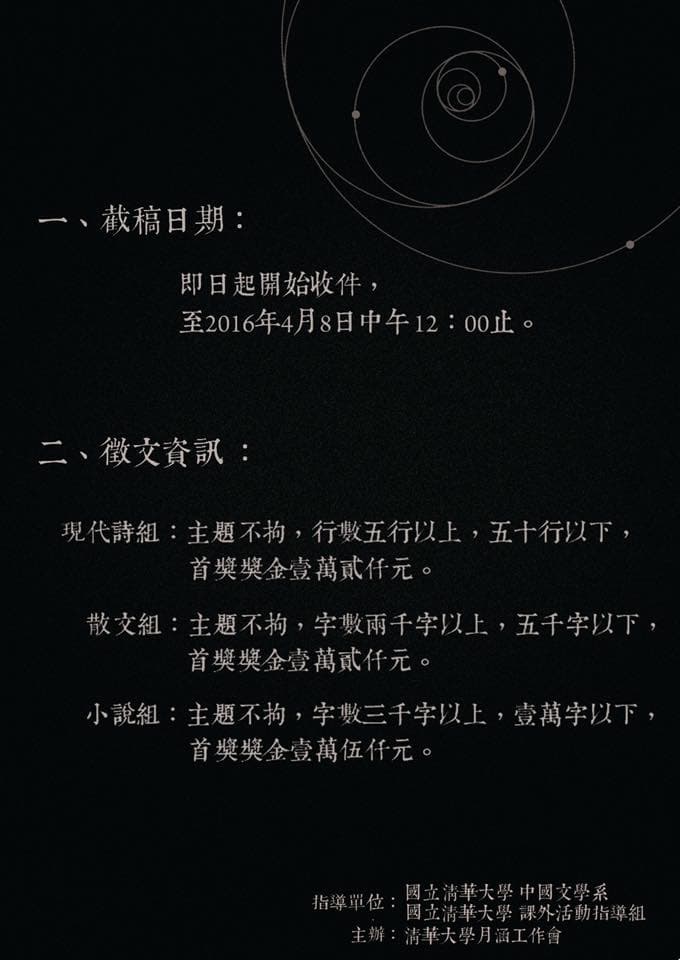 一、截稿日期：
即日起開始收件，
至2016年4月8日中午12：00止。
二、徵文資訊：
現代詩組：主題不拘，行數五行以上，五十行以下，
首獎獎金壹萬貳仟元。
散文組：主題不拘，字數兩千字以上，五千字以下，
首獎獎金壹萬貳仟元。
小說組：主題不拘，字數三千字以上，壹萬字以下，
首獎獎金壹萬伍仟元。
指導單位：國立清華大學 中國文學系
國立清華大學 課外活動指導組
主辦：清華大學月涵工作會